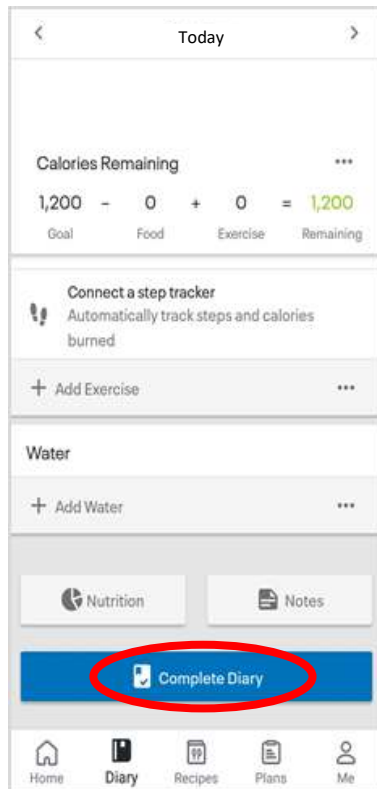 Today
Calories Remaining
1,200 - 0 + 0 = 1,200
Goal Food Exercise Remaining
Connect a step tracker
Automatically track steps and calories
burned
+ Add Exercise
Water
+ Add Water
Nutrition Notes
Complete Diary
Home Diary Recipes Plans Me